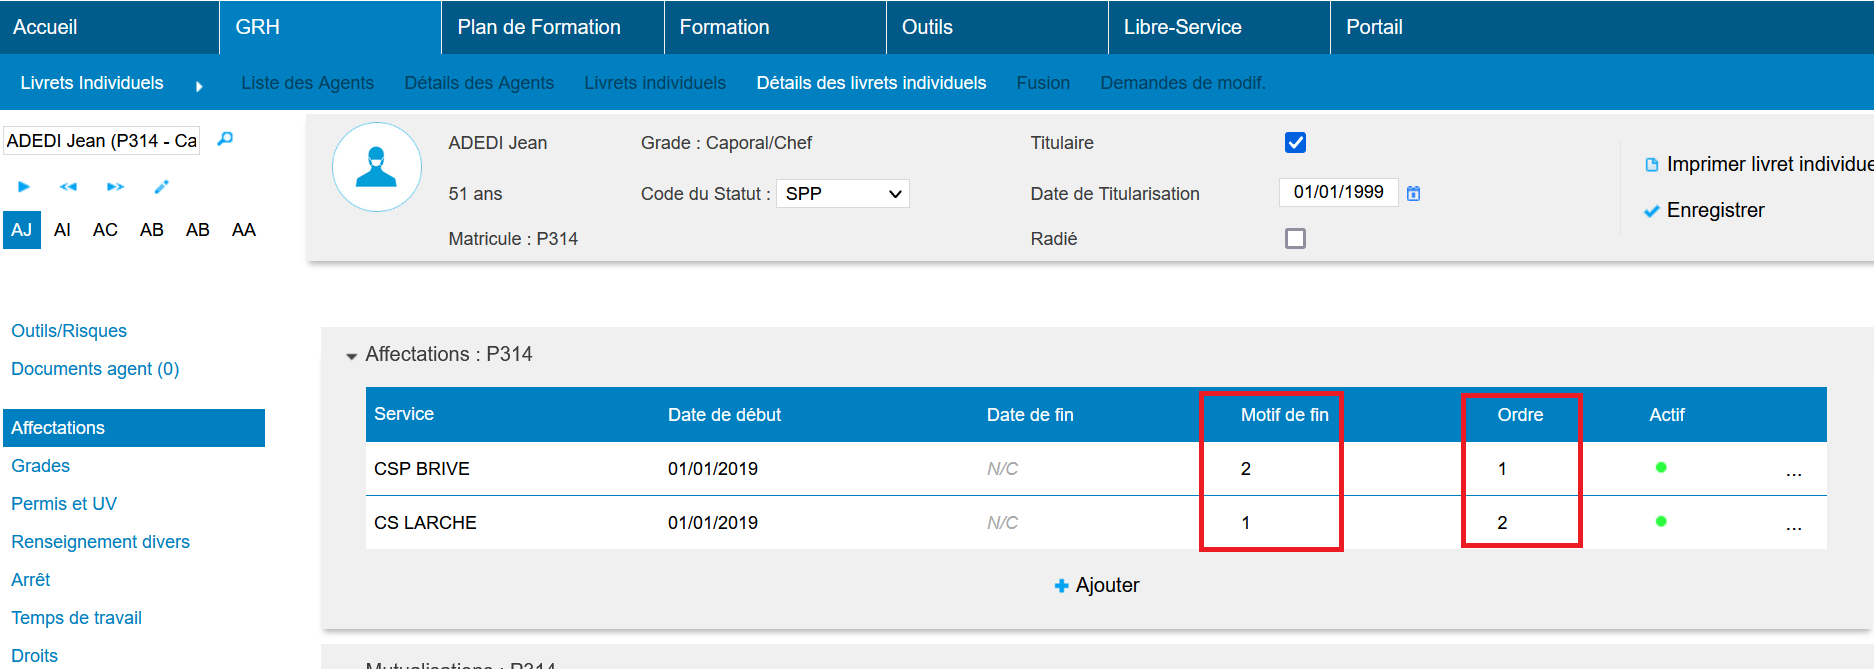 Accueil GRH Plan de Formation Formation Outils Libre-Service Portail
Livrets Individuels Liste des Agents Détails des Agents Livrets individuels Détails des livrets individuels Fusion Demandes de modif.
ADEDI Jean (P314 - Ca
AJ AI AC AB AB AA
ADEDI Jean Grade : Caporal/Chef Titulaire
51 ans Code du Statut : SPP Date de Titularisation 01/01/1999
Matricule : P314 Radié
Imprimer livret individue
Enregistrer
Outils/Risques
Documents agent (0)
Affectations
Grades
Permis et UV
Renseignement divers
Arrêt
Temps de travail
Droits
Affectations : P314
Service Date de début Date de fin Motif de fin Ordre Actif
CSP BRIVE 01/01/2019 N/C 2 1 ...
CS LARCHE 01/01/2019 N/C 1 2 ...
Ajouter
Mutualisations : P314